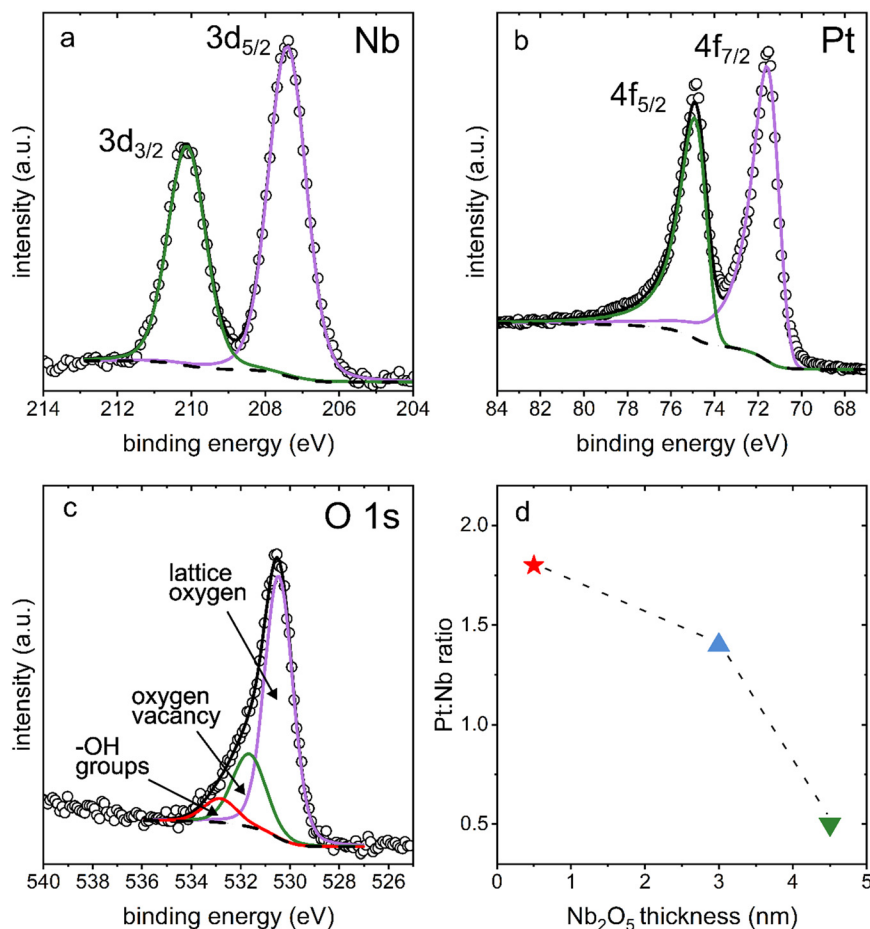 a
3d5/2
Nb
3d3/2
intensity (a.u.)
214 212 210 208 206 204
binding energy (eV)
b
4f7/2
Pt
4f5/2
intensity (a.u.)
84 82 80 78 76 74 72 70 68
binding energy (eV)
c
O 1s
lattice
oxygen
oxygen
vacancy
-OH
groups
intensity (a.u.)
540 538 536 534 532 530 528 526
binding energy (eV)
d
2.0
1.5
1.0
0.5
Pt:Nb ratio
0 1 2 3 4 5
Nb2O5 thickness (nm)